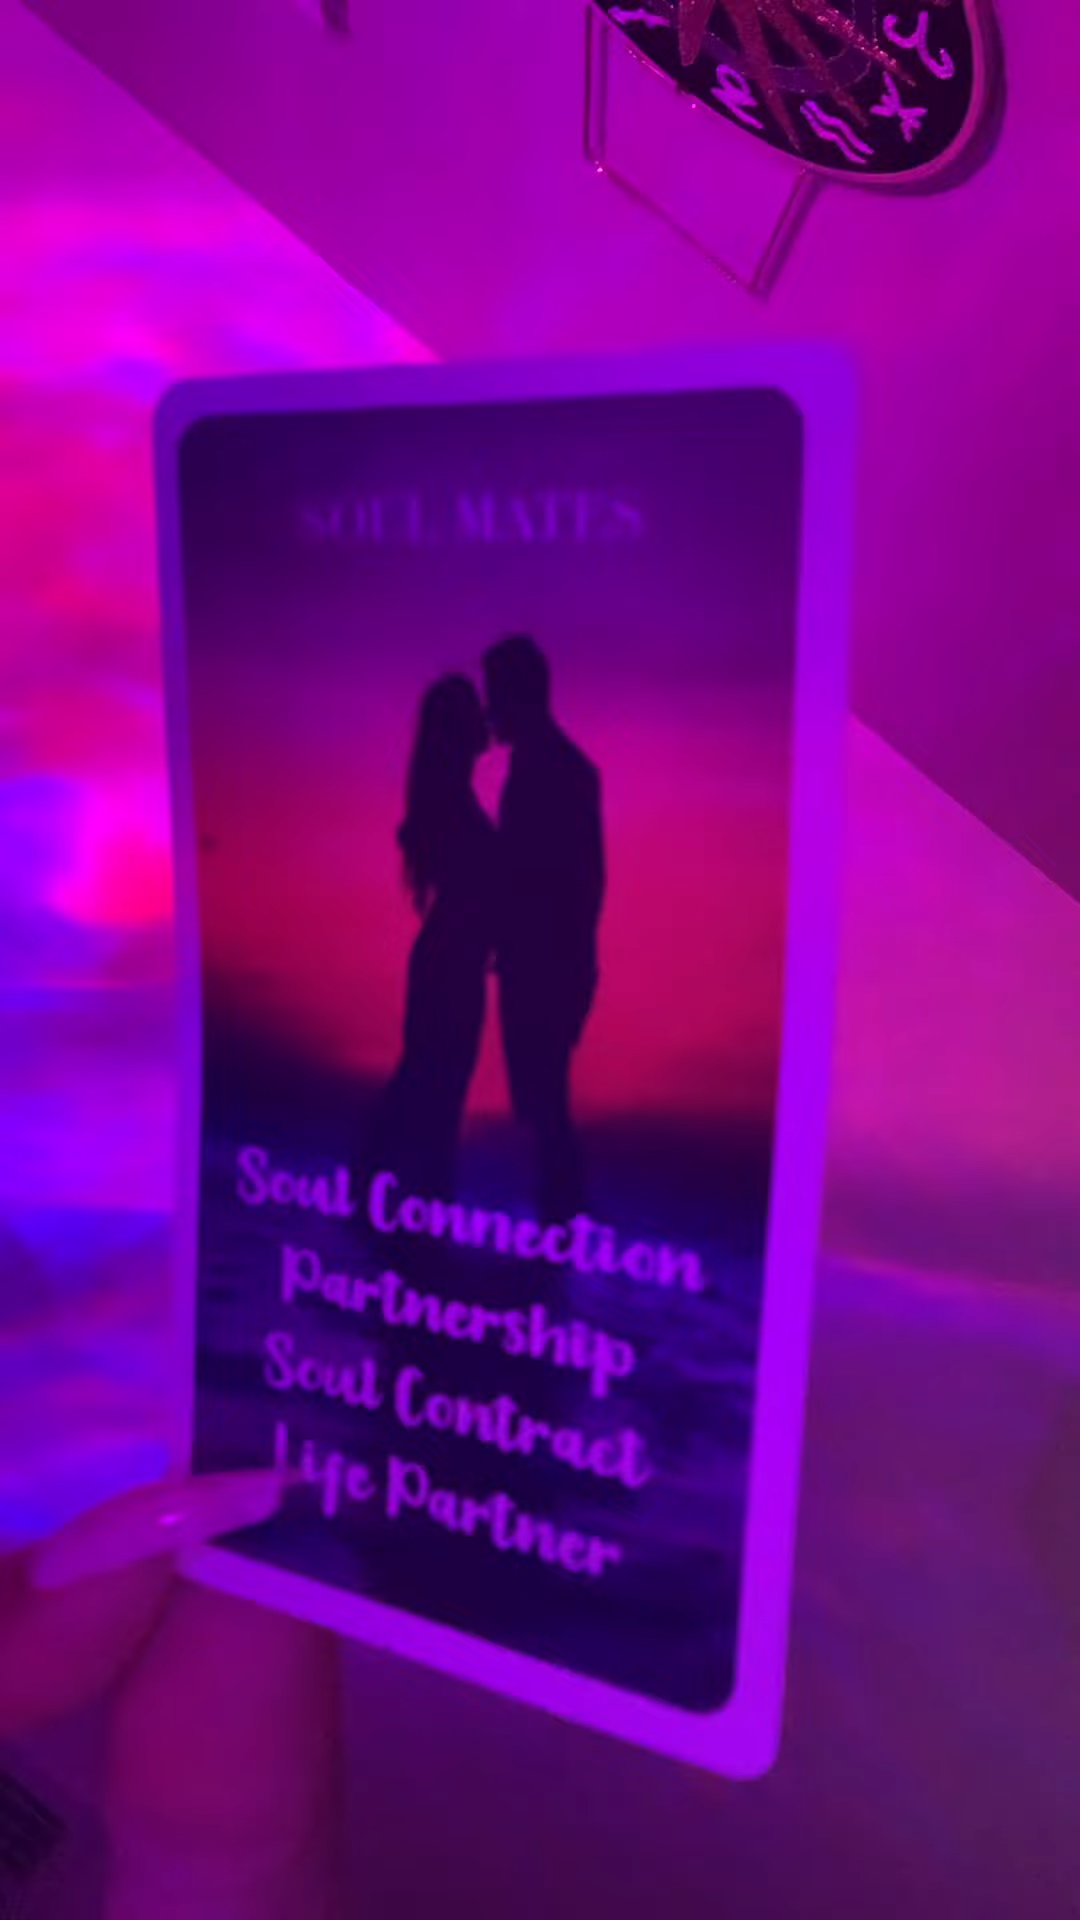 SOUL MATES
Soul Connection
Partnership
Soul Contract
Life Partner